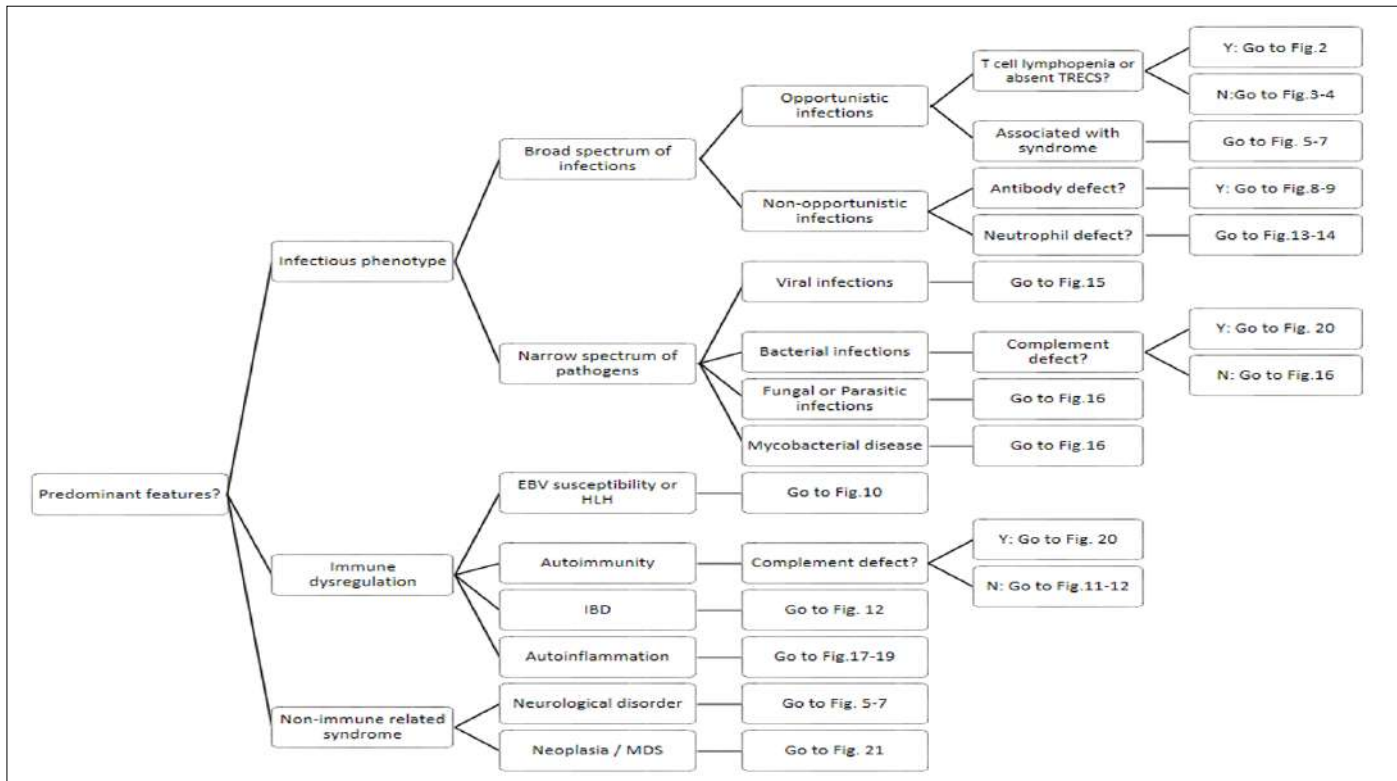 Predominant features?
Infectious phenotype
Broad spectrum of
infections
Opportunistic
infections
T cell lymphopenia or
absent TRECS?
Y: Go to Fig.2
N:Go to Fig.3-4
Associated with
syndrome
Go to Fig. 5-7
Non-opportunistic
infections
Antibody defect?
Y: Go to Fig.8-9
Neutrophil defect?
Go to Fig.13-14
Narrow spectrum of
pathogens
Viral infections
Go to Fig.15
Bacterial infections
Complement
defect?
Y: Go to Fig. 20
N: Go to Fig.16
Fungal or Parasitic
infections
Go to Fig.16
Mycobacterial disease
Go to Fig.16
Immune
dysregulation
EBV susceptibility or
HLH
Go to Fig.10
Autoimmunity
Complement defect?
Y: Go to Fig. 20
N: Go to Fig.11-12
IBD
Go to Fig. 12
Autoinflammation
Go to Fig.17-19
Non-immune related
syndrome
Neurological disorder
Go to Fig. 5-7
Neoplasia / MDS
Go to Fig. 21